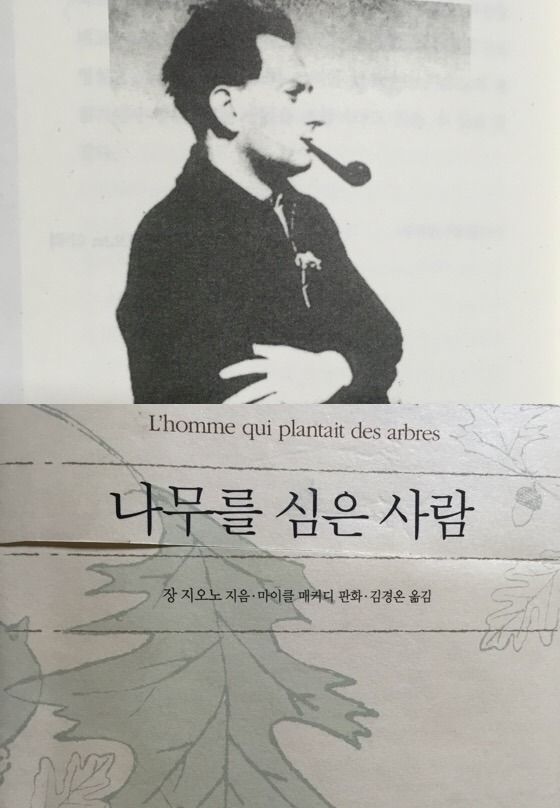 L'homme qui plantait des arbres
나무를 심은 사람
장 지오노 지음·마이클 매커디 판화·김경온 옮김